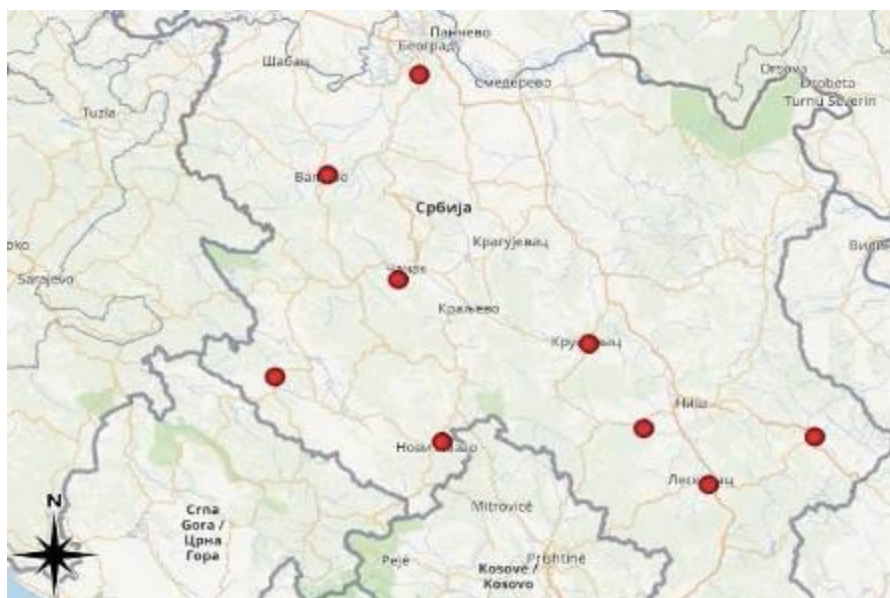 Панчево
Београд
Шабац
Смедерево
Orsova
Drobeta
Turnu Severin
Tuzla
Србија
Крагујевац
Sarajevo
Краљево
Ниш
Нови
Mitrovicë
Crna
Gora /
Црна
Гора
Pejë
Prishtinë
Kosove /
Kosovo
N